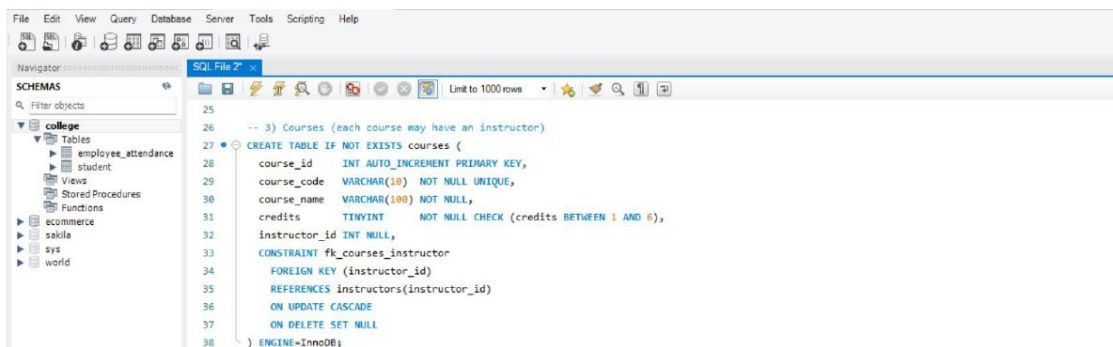 File Edit View Query Database Server Tools Scripting Help
Navigator
SQL File 2*
SCHEMAS
Limit to 1000 rows
Filter objects
college
Tables
employee_attendance
student
Views
Stored Procedures
Functions
ecommerce
sakila
sys
world
25
26 -- 3) Courses (each course may have an instructor)
27 CREATE TABLE IF NOT EXISTS courses (
28 course_id INT AUTO_INCREMENT PRIMARY KEY,
29 course_code VARCHAR(10) NOT NULL UNIQUE,
30 course_name VARCHAR(100) NOT NULL,
31 credits TINYINT NOT NULL CHECK (credits BETWEEN 1 AND 6),
32 instructor_id INT NULL,
33 CONSTRAINT fk_courses_instructor
34 FOREIGN KEY (instructor_id)
35 REFERENCES instructors(instructor_id)
36 ON UPDATE CASCADE
37 ON DELETE SET NULL
38 ) ENGINE=InnoDB;